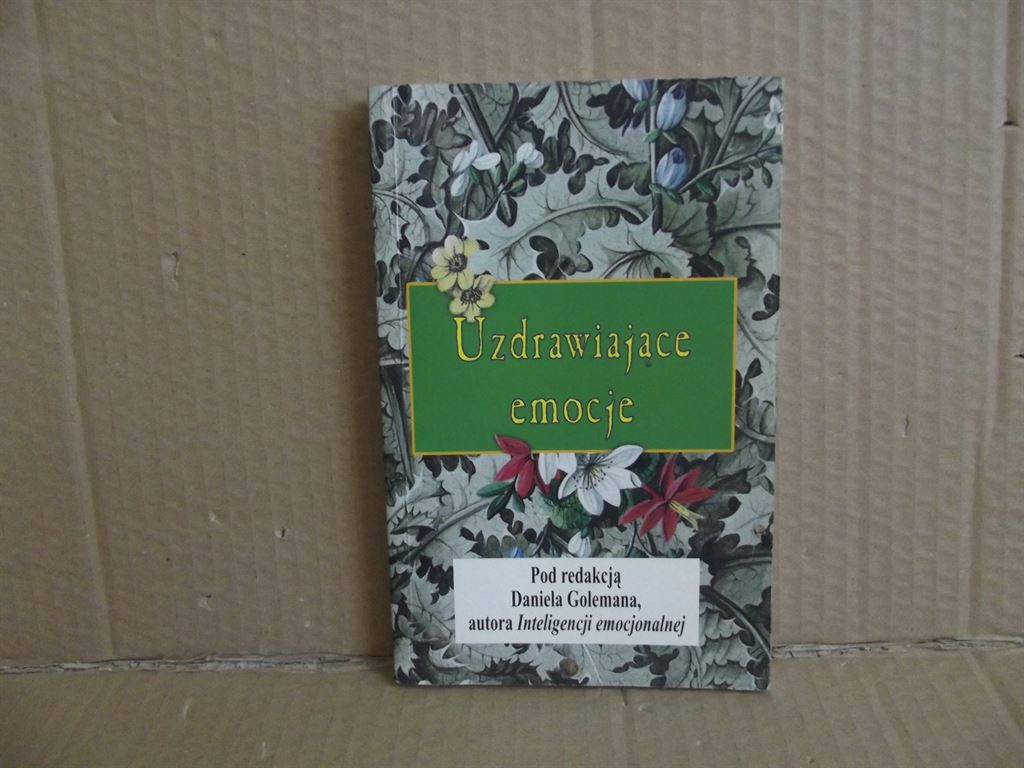 Uzdrawiające
emocje
Pod redakcją
Daniela Golemana,
autora Inteligencji emocjonalnej